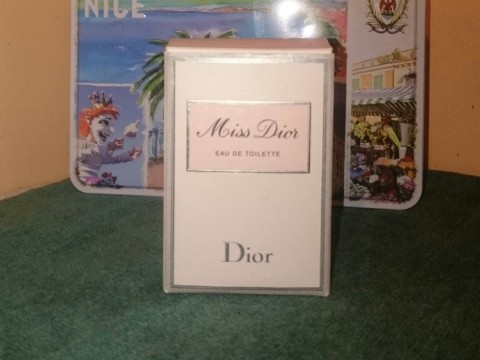 NICE
Miss Dior
EAU DE TOILETTE
Dior